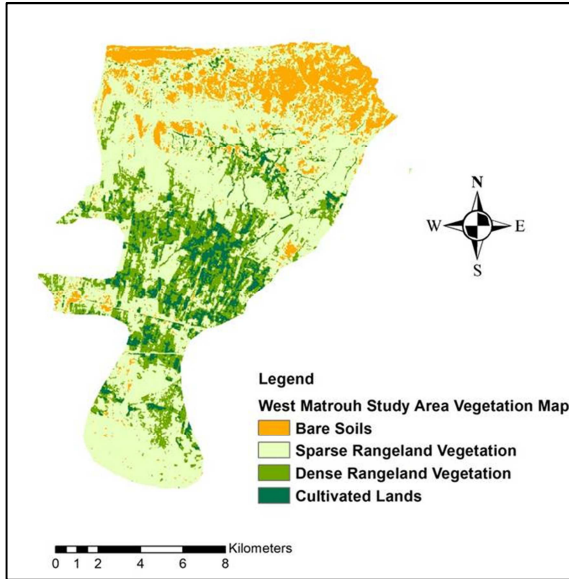 N
W E
S
Legend
West Matrouh Study Area Vegetation Map
Bare Soils
Sparse Rangeland Vegetation
Dense Rangeland Vegetation
Cultivated Lands
Kilometers
0 1 2 4 6 8